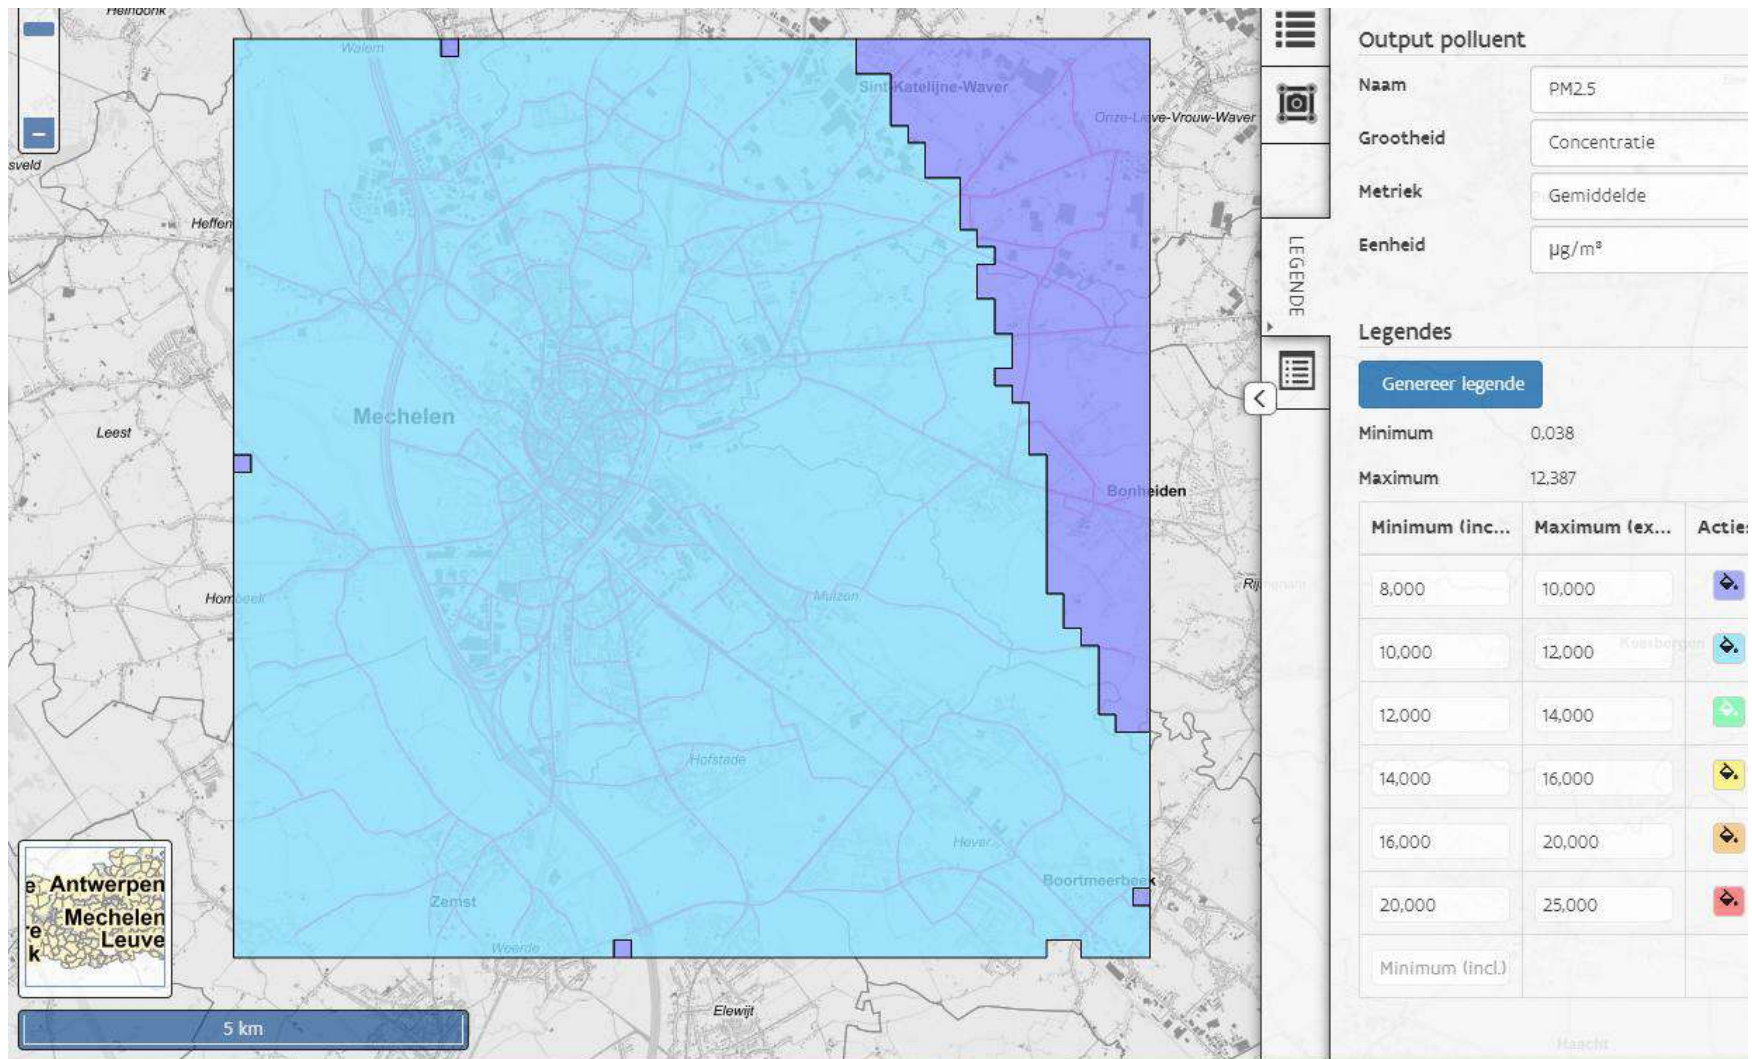 Heindonk
Walem
Sint-Katelijne-Waver
Onze-Lieve-Vrouw-Waver
sveld
Heffen
Mechelen
Leest
Bonheiden
Hombeek
Muizen
Rijmenam
Hofstade
Hever
Boortmeerbeek
Zemst
Weerde
Elewijt
e Antwerpen
Mechelen
re Leuve
k
5 km
LEGENDE
Output polluent
Naam PM2.5
Grootheid Concentratie
Metriek Gemiddelde
Eenheid µg/m³
Legendes
Genereer legende
Minimum 0,038
Maximum 12,387
Minimum (inc... Maximum (ex... Acties
8,000 10,000
10,000 12,000
12,000 14,000
14,000 16,000
16,000 20,000
20,000 25,000
Minimum (incl.)
Haacht